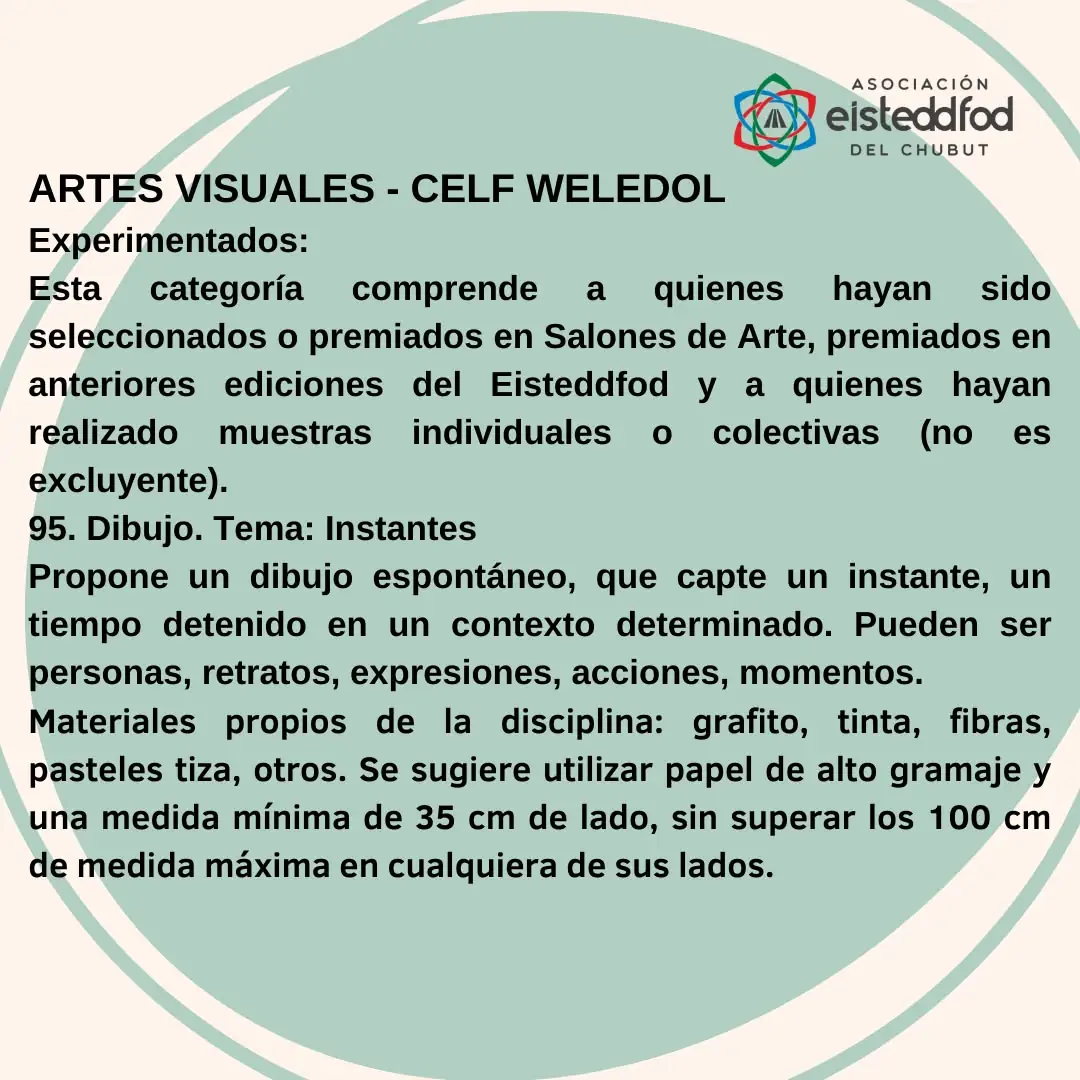 ASOCIACIÓN
eisteddfod
DEL CHUBUT
ARTES VISUALES - CELF WELEDOL
Experimentados:
Esta categoría comprende a quienes hayan sido
seleccionados o premiados en Salones de Arte, premiados en
anteriores ediciones del Eisteddfod y a quienes hayan
realizado muestras individuales o colectivas (no es
excluyente).
95. Dibujo. Tema: Instantes
Propone un dibujo espontáneo, que capte un instante, un
tiempo detenido en un contexto determinado. Pueden ser
personas, retratos, expresiones, acciones, momentos.
Materiales propios de la disciplina: grafito, tinta, fibras,
pasteles tiza, otros. Se sugiere utilizar papel de alto gramaje y
una medida mínima de 35 cm de lado, sin superar los 100 cm
de medida máxima en cualquiera de sus lados.